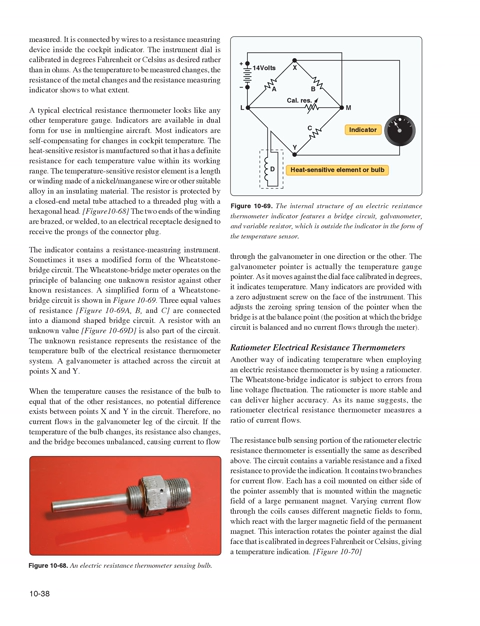 measured. It is connected by wires to a resistance measuring
device inside the cockpit indicator. The instrument dial is
calibrated in degrees Fahrenheit or Celsius as desired rather
than in ohms. As the temperature to be measured changes, the
resistance of the metal changes and the resistance measuring
indicator shows to what extent.
A typical electrical resistance thermometer looks like any
other temperature gauge. Indicators are available in dual
form for use in multiengine aircraft. Most indicators are
self-compensating for changes in cockpit temperature. The
heat-sensitive resistor is manufactured so that it has a definite
resistance for each temperature value within its working
range. The temperature-sensitive resistor element is a length
or winding made of a nickel/manganese wire or other suitable
alloy in an insulating material. The resistor is protected by
a closed-end metal tube attached to a threaded plug with a
hexagonal head. [Figure10-68] The two ends of the winding
are brazed, or welded, to an electrical receptacle designed to
receive the prongs of the connector plug.
The indicator contains a resistance-measuring instrument.
Sometimes it uses a modified form of the Wheatstone-
bridge circuit. The Wheatstone-bridge meter operates on the
principle of balancing one unknown resistor against other
known resistances. A simplified form of a Wheatstone-
bridge circuit is shown in Figure 10-69. Three equal values
of resistance [Figure 10-69A, B, and C] are connected
into a diamond shaped bridge circuit. A resistor with an
unknown value [Figure 10-69D] is also part of the circuit.
The unknown resistance represents the resistance of the
temperature bulb of the electrical resistance thermometer
system. A galvanometer is attached across the circuit at
points X and Y.
When the temperature causes the resistance of the bulb to
equal that of the other resistances, no potential difference
exists between points X and Y in the circuit. Therefore, no
current flows in the galvanometer leg of the circuit. If the
temperature of the bulb changes, its resistance also changes,
and the bridge becomes unbalanced, causing current to flow
Figure 10-68. An electric resistance thermometer sensing bulb.
+
14Volts
–
X
A
B
Cal. res.
L
M
C
Indicator
Y
D
Heat-sensitive element or bulb
Figure 10-69. The internal structure of an electric resistance
thermometer indicator features a bridge circuit, galvanometer,
and variable resistor, which is outside the indicator in the form of
the temperature sensor.
through the galvanometer in one direction or the other. The
galvanometer pointer is actually the temperature gauge
pointer. As it moves against the dial face calibrated in degrees,
it indicates temperature. Many indicators are provided with
a zero adjustment screw on the face of the instrument. This
adjusts the zeroing spring tension of the pointer when the
bridge is at the balance point (the position at which the bridge
circuit is balanced and no current flows through the meter).
Ratiometer Electrical Resistance Thermometers
Another way of indicating temperature when employing
an electric resistance thermometer is by using a ratiometer.
The Wheatstone-bridge indicator is subject to errors from
line voltage fluctuation. The ratiometer is more stable and
can deliver higher accuracy. As its name suggests, the
ratiometer electrical resistance thermometer measures a
ratio of current flows.
The resistance bulb sensing portion of the ratiometer electric
resistance thermometer is essentially the same as described
above. The circuit contains a variable resistance and a fixed
resistance to provide the indication. It contains two branches
for current flow. Each has a coil mounted on either side of
the pointer assembly that is mounted within the magnetic
field of a large permanent magnet. Varying current flow
through the coils causes different magnetic fields to form,
which react with the larger magnetic field of the permanent
magnet. This interaction rotates the pointer against the dial
face that is calibrated in degrees Fahrenheit or Celsius, giving
a temperature indication. [Figure 10-70]
10-38